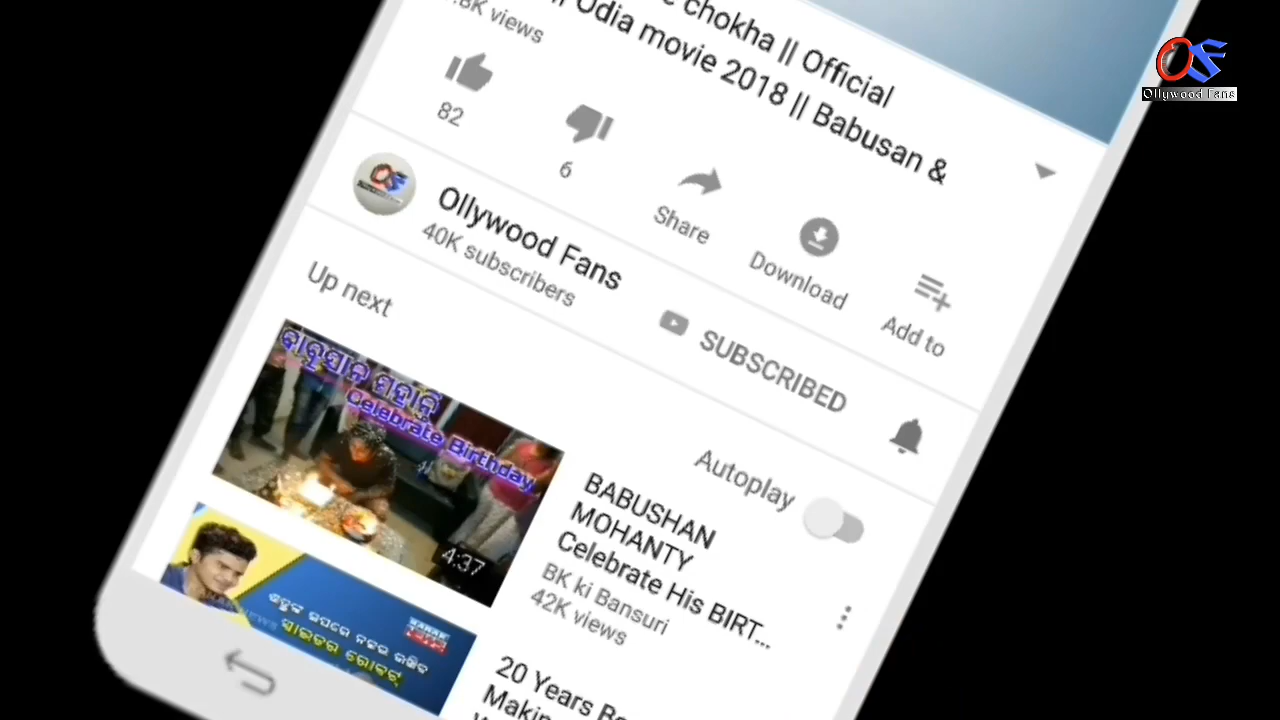 chokha || Official
Odia movie 2018 || Babusan &
.8K views
82
6
Share
Download
Add to
Ollywood Fans
40K subscribers
SUBSCRIBED
Up next
Autoplay
ବାବୁସାନ ମହାନ୍ତି
Celebrate Birthday
4:37
BABUSHAN
MOHANTY
Celebrate His BIRT...
BK ki Bansuri
42K views
20 Years
Ollywood Fans